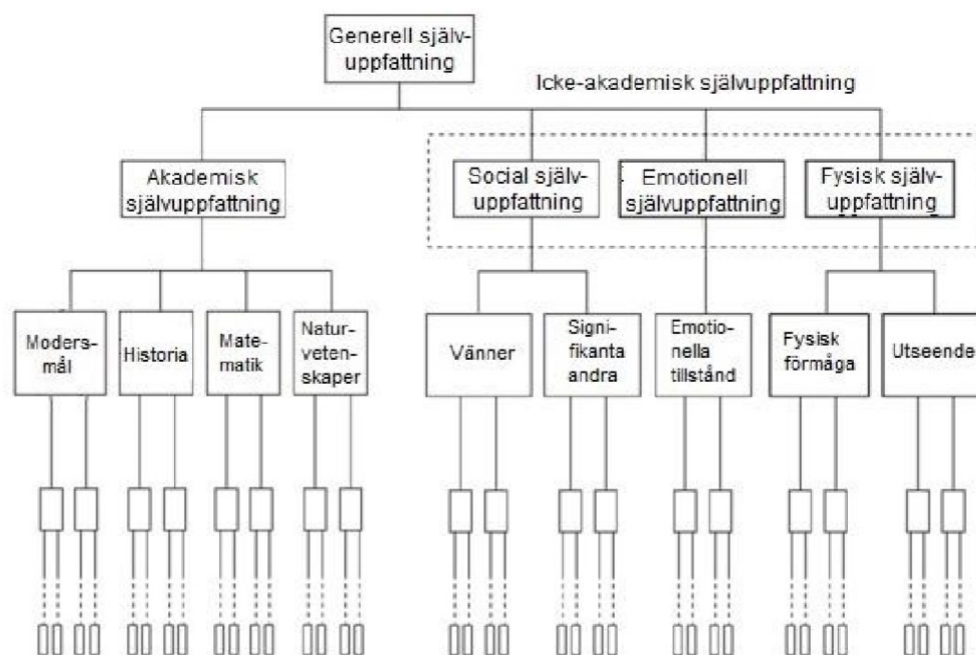 Generell själv-
uppfattning
Icke-akademisk självuppfattning
Akademisk
självuppfattning
Social själv-
uppfattning
Emotionell
självuppfattning
Fysisk själv-
uppfattning
Moders-
mål
Historia
Mate-
matik
Natur-
veten-
skaper
Vänner
Signi-
fikanta
andra
Emotio-
nella
tillstånd
Fysisk
förmåga
Utseende